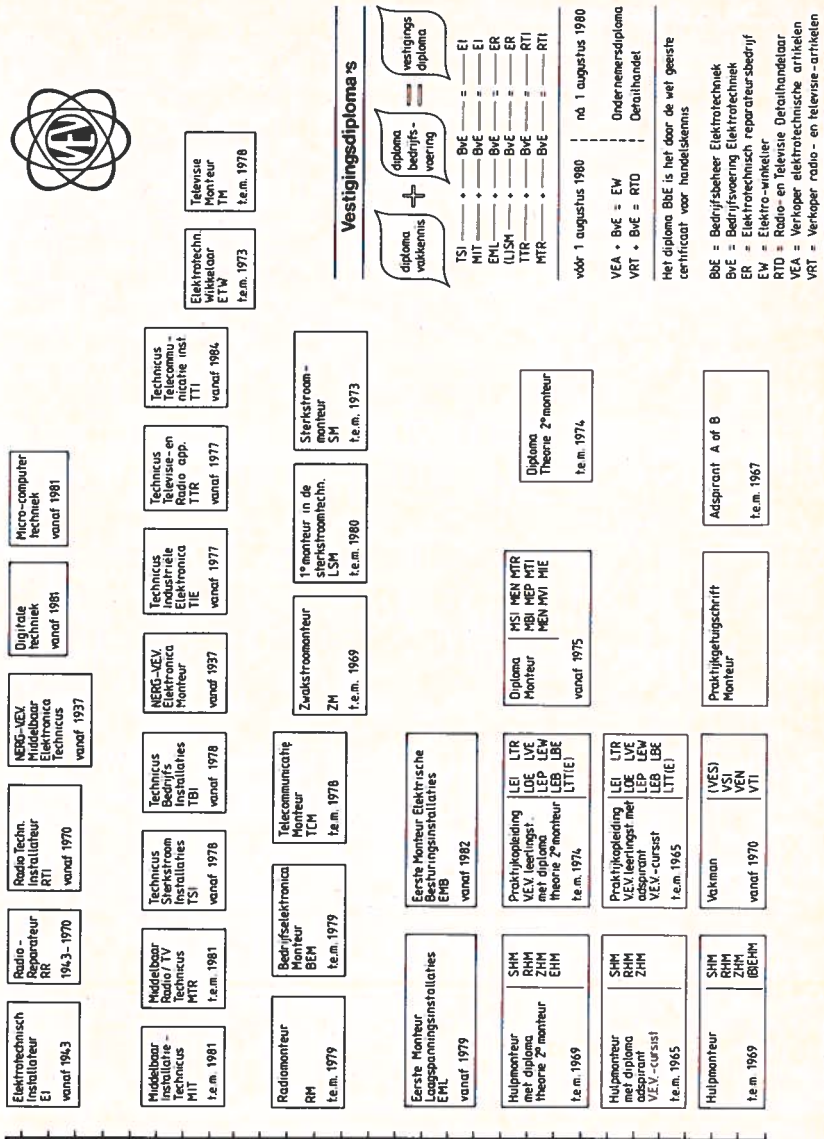 VEV
Elektrotechnisch
Installateur
EI
vanaf 1943
Radio-
Reparateur
RR
1943-1970
Radio Techn.
Installateur
RTI
vanaf 1970
NERG-V.E.V.
Middelbaar
Elektronica
Technicus
vanaf 1937
Digitale
techniek
vanaf 1981
Micro-computer
techniek
vanaf 1981
Middelbaar
Installatie-
Technicus
MIT
t.e.m. 1981
Middelbaar
Radio/TV
Technicus
MTR
t.e.m. 1981
Technicus
Sterkstroom
Installaties
TSI
vanaf 1978
Technicus
Bedrijfs
Installaties
TBI
vanaf 1978
NERG-V.E.V.
Elektronica
Monteur
vanaf 1937
Technicus
Industriële
Elektronica
TIE
vanaf 1977
Technicus
Televisie-en
Radio app.
TTR
vanaf 1977
Technicus
Telecommu-
nicatie inst.
TTI
vanaf 1984
Elektrotechn.
Wikkelaar
ETW
t.e.m. 1973
Televisie
Monteur
TM
t.e.m. 1978
Radiomonteur
RM
t.e.m. 1979
Bedrijfselektronica
Monteur
BEM
t.e.m. 1979
Telecommunicatie
Monteur
TCM
t.e.m. 1978
Zwakstroommonteur
ZM
t.e.m. 1969
1e monteur in de
sterkstroomtechn.
LSM
t.e.m. 1980
Sterkstroom-
monteur
SM
t.e.m. 1973
Eerste Monteur
Laagspanningsinstallaties
EML
vanaf 1979
Eerste Monteur Elektrische
Besturingsinstallaties
EMB
vanaf 1982
Hulpmonteur
met diploma
theorie 2e monteur
t.e.m. 1969
SHM
RHM
ZHM
EHM
Praktijkopleiding
V.E.V. leerlingst.
met diploma
theorie 2e monteur
t.e.m. 1974
LEI LTR
LOE LVE
LEP LEW
LEB LBE
LTT(E)
Diploma
Monteur
vanaf 1975
MSI MEN MTR
MBI MEP MTI
MEN MVI MIE
Diploma
Theorie 2e monteur
t.e.m. 1974
Hulpmonteur
met diploma
adspirant
V.E.V.-cursist
t.e.m. 1965
SHM
RHM
ZHM
Praktijkopleiding
V.E.V. leerlingst met
adspirant
V.E.V.-cursist
t.e.m. 1965
LEI LTR
LOE LVE
LEP LEW
LEB LBE
LTT(E)
Hulpmonteur
t.e.m. 1969
SHM
RHM
ZHM
(B)EHM
Vakman
vanaf 1970
(VES)
VSI
VEN
VTI
Praktijkgetuigschrift
Monteur
Adspirant A of B
t.e.m. 1967
Vestigingsdiploma's
diploma vakkennis + diploma bedrijfs-voering = vestigings diploma
TSI + BvE = EI
MIT + BvE = EI
EML + BvE = ER
(L)SM + BvE = ER
TTR + BvE = RTI
MTR + BvE = RTI
vóór 1 augustus 1980 ná 1 augustus 1980
VEA + BvE = EW Ondernemersdiploma
VRT + BvE = RTD Detailhandel
Het diploma BbE is het door de wet geeiste
certificaat voor handelskennis
BbE = Bedrijfsbeheer Elektrotechniek
BvE = Bedrijfsvoering Elektrotechniek
ER = Elektrotechnisch reparateursbedrijf
EW = Elektro-winkelier
RTD = Radio- en Televisie Detailhandelaar
VEA = Verkoper elektrotechnische artikelen
VRT = Verkoper radio- en televisie-artikelen